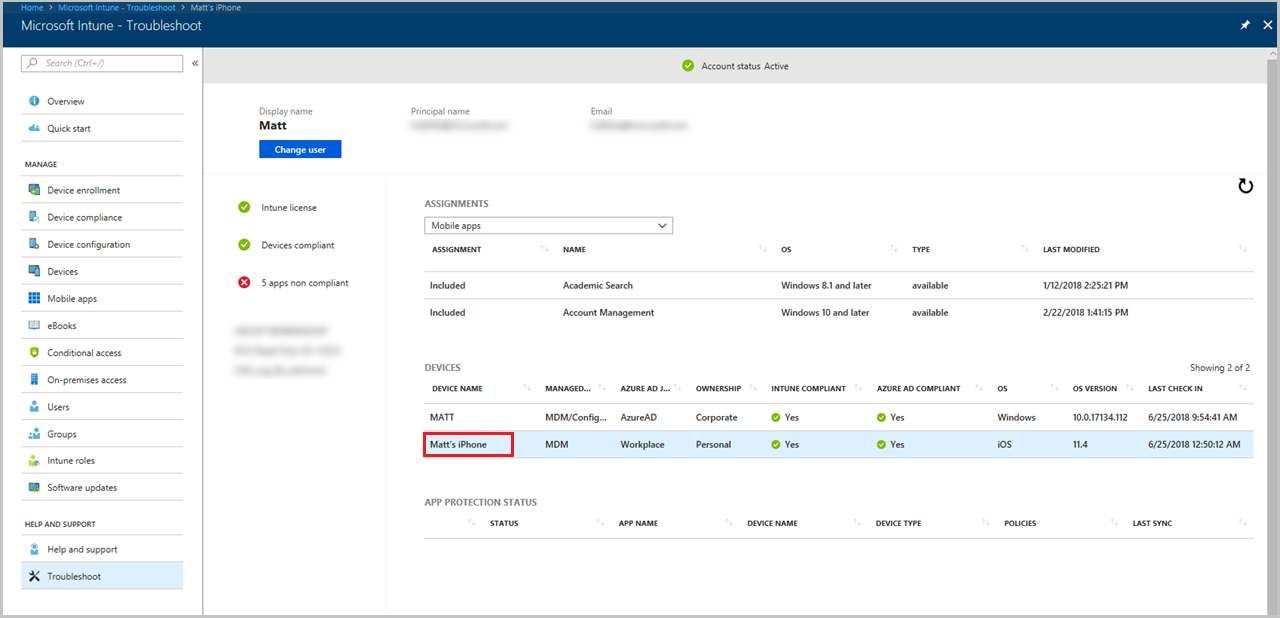 Home > Microsoft Intune - Troubleshoot > Matt's iPhone
Microsoft Intune - Troubleshoot
Search (Ctrl+/)
«
Account status Active
Overview
Quick start
MANAGE
Device enrollment
Device compliance
Device configuration
Devices
Mobile apps
eBooks
Conditional access
On-premises access
Users
Groups
Intune roles
Software updates
HELP AND SUPPORT
Help and support
Troubleshoot
Display name Principal name Email
Matt
Change user
Intune license
Devices compliant
5 apps non compliant
ASSIGNMENTS
Mobile apps
ASSIGNMENT NAME OS TYPE LAST MODIFIED
Included Academic Search Windows 8.1 and later available 1/12/2018 2:25:21 PM
Included Account Management Windows 10 and later available 2/22/2018 1:41:15 PM
DEVICES Showing 2 of 2
DEVICE NAME MANAGED... AZURE AD J... OWNERSHIP INTUNE COMPLIANT AZURE AD COMPLIANT OS OS VERSION LAST CHECK IN
MATT MDM/Config... AzureAD Corporate Yes Yes Windows 10.0.17134.112 6/25/2018 9:54:41 AM
Matt's iPhone MDM Workplace Personal Yes Yes iOS 11.4 6/25/2018 12:50:12 AM
APP PROTECTION STATUS
STATUS APP NAME DEVICE NAME DEVICE TYPE POLICIES LAST SYNC